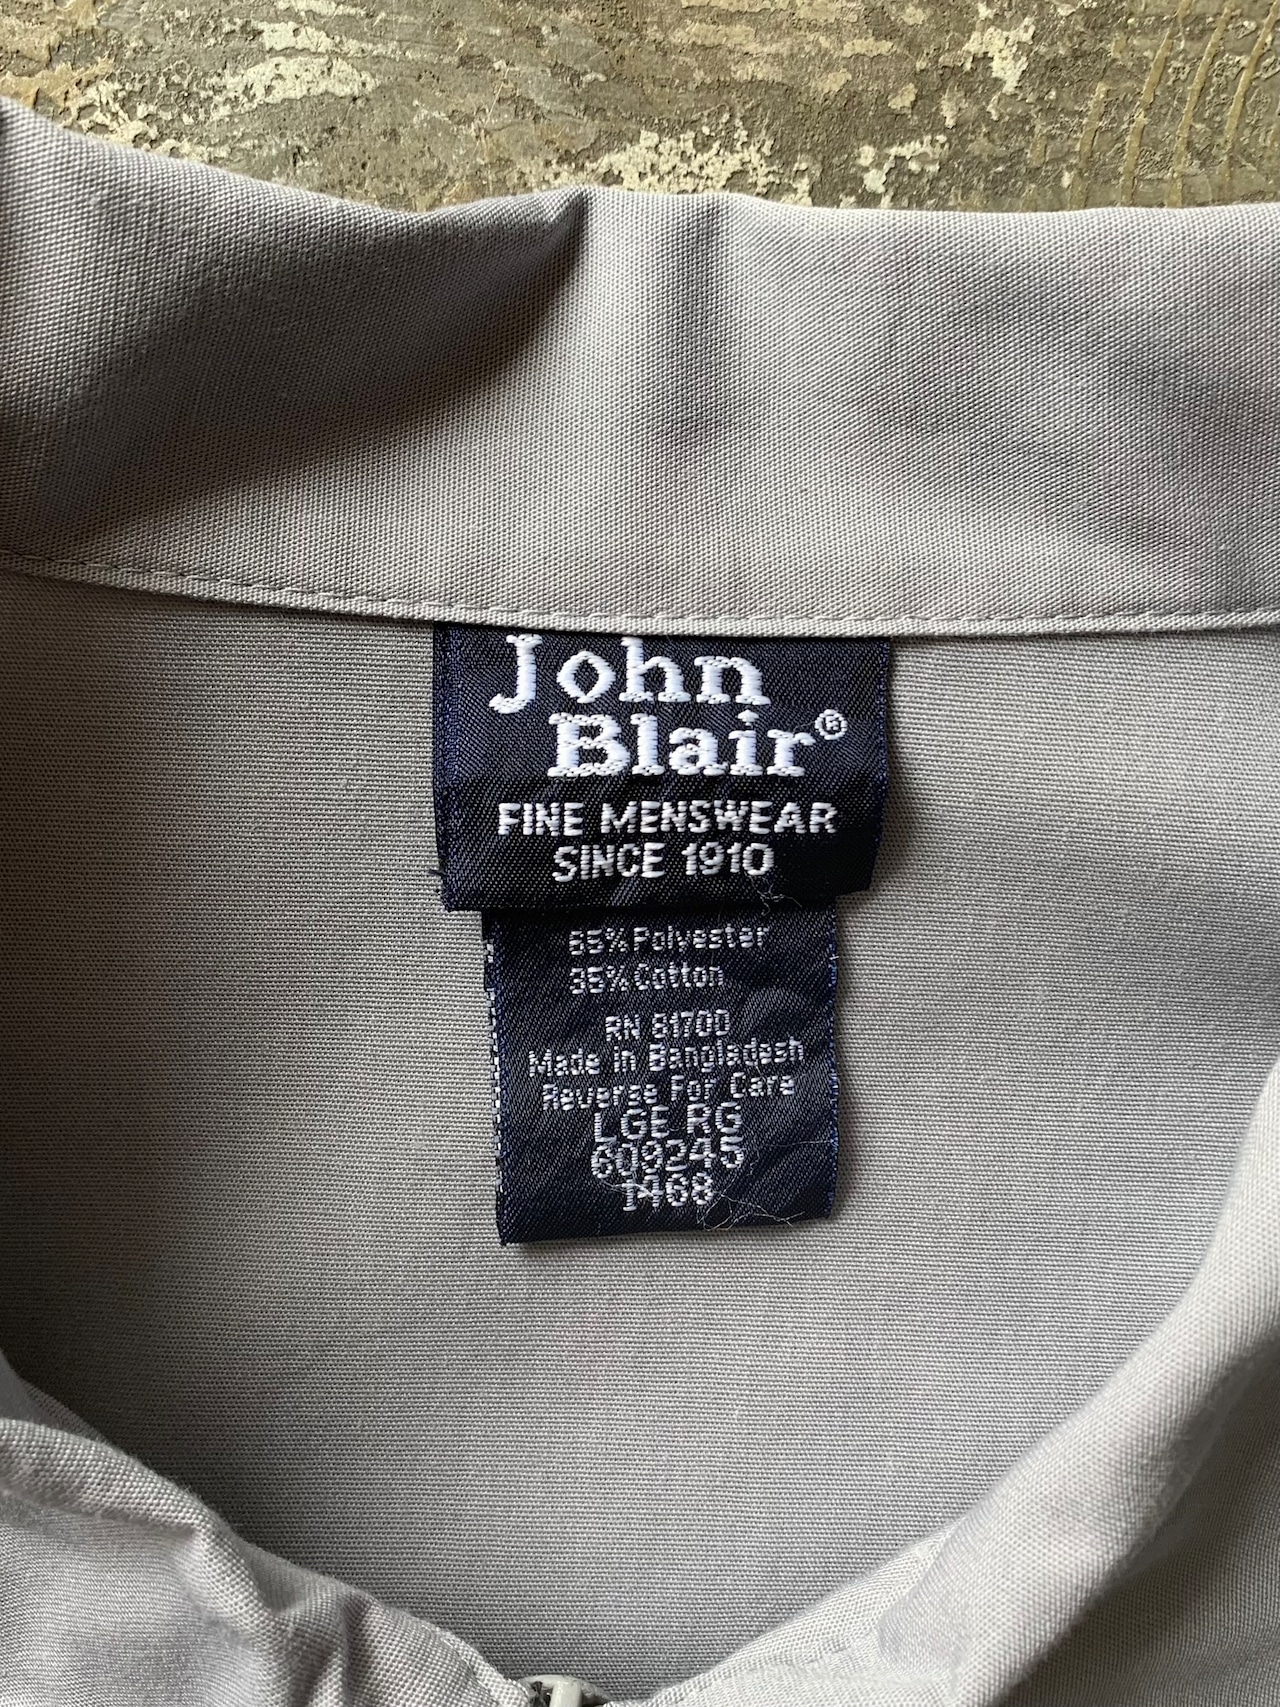 John
Blair®
FINE MENSWEAR
SINCE 1910
65% Polyester
35% Cotton
RN 81700
Made In Bangladesh
Reverse For Care
LGE RG
609245
1468